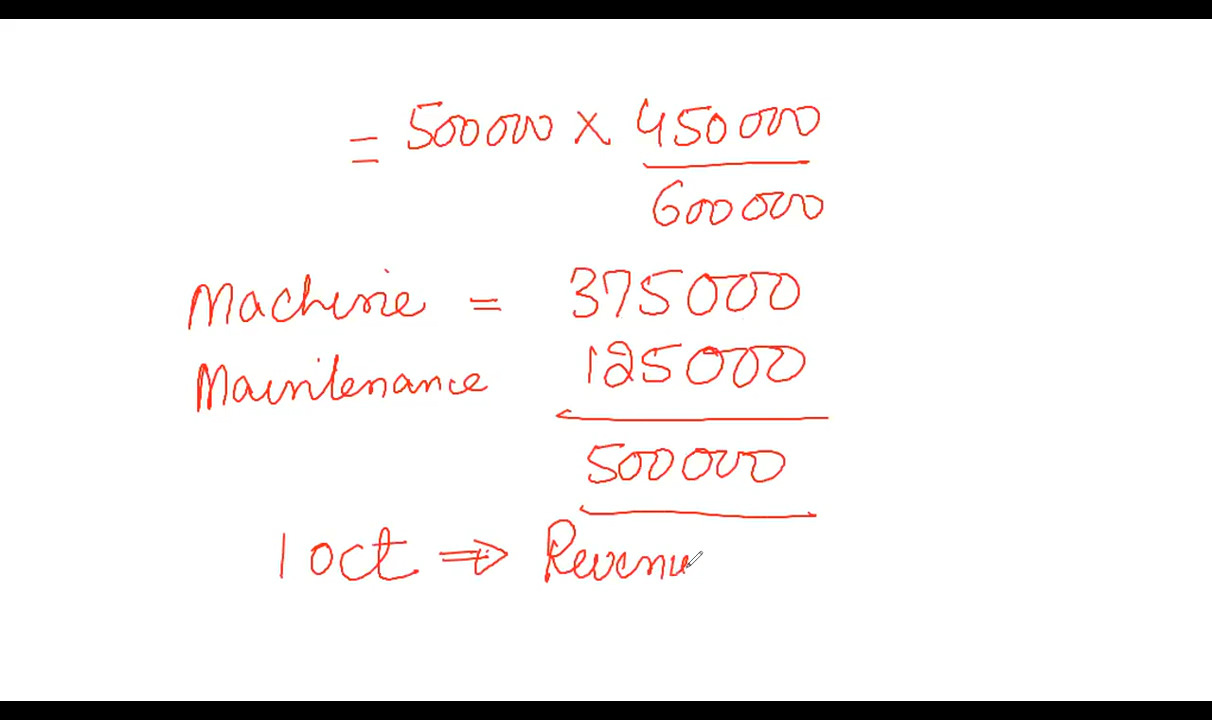 = 500000 × 450000
600000
Machine = 375000
Maintenance 125000
500000
1 Oct ⇒ Revenu